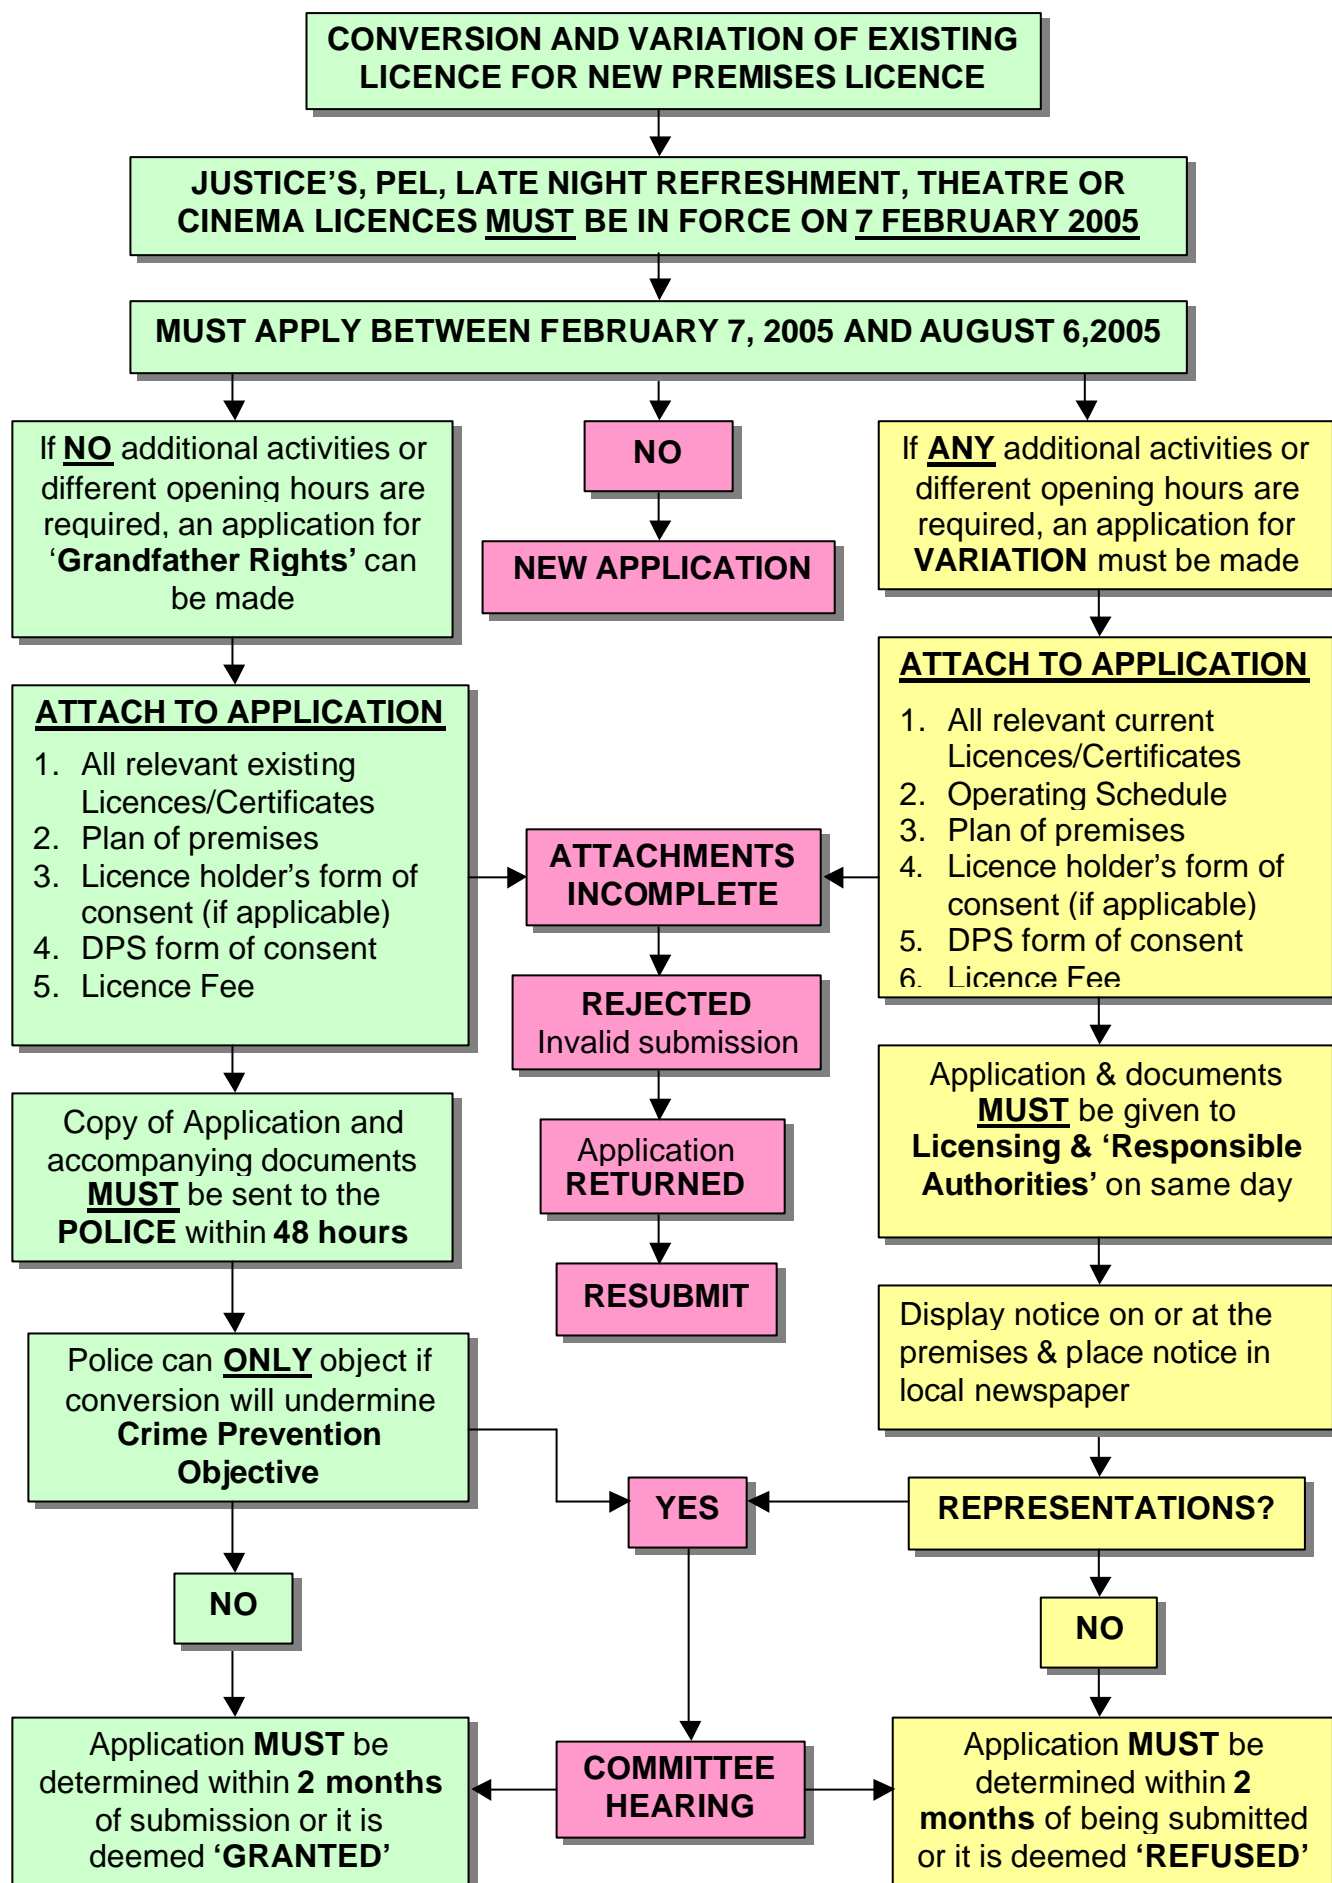 CONVERSION AND VARIATION OF EXISTING
LICENCE FOR NEW PREMISES LICENCE
JUSTICE'S, PEL, LATE NIGHT REFRESHMENT, THEATRE OR
CINEMA LICENCES MUST BE IN FORCE ON 7 FEBRUARY 2005
MUST APPLY BETWEEN FEBRUARY 7, 2005 AND AUGUST 6,2005
If NO additional activities or
different opening hours are
required, an application for
‘Grandfather Rights’ can
be made
NO
NEW APPLICATION
If ANY additional activities or
different opening hours are
required, an application for
VARIATION must be made
ATTACH TO APPLICATION
1. All relevant existing
Licences/Certificates
2. Plan of premises
3. Licence holder's form of
consent (if applicable)
4. DPS form of consent
5. Licence Fee
ATTACHMENTS
INCOMPLETE
REJECTED
Invalid submission
Application
RETURNED
RESUBMIT
ATTACH TO APPLICATION
1. All relevant current
Licences/Certificates
2. Operating Schedule
3. Plan of premises
4. Licence holder's form of
consent (if applicable)
5. DPS form of consent
6. Licence Fee
Copy of Application and
accompanying documents
MUST be sent to the
POLICE within 48 hours
Application & documents
MUST be given to
Licensing & ‘Responsible
Authorities’ on same day
Police can ONLY object if
conversion will undermine
Crime Prevention
Objective
Display notice on or at the
premises & place notice in
local newspaper
YES
REPRESENTATIONS?
NO
NO
Application MUST be
determined within 2 months
of submission or it is
deemed ‘GRANTED’
COMMITTEE
HEARING
Application MUST be
determined within 2
months of being submitted
or it is deemed ‘REFUSED’